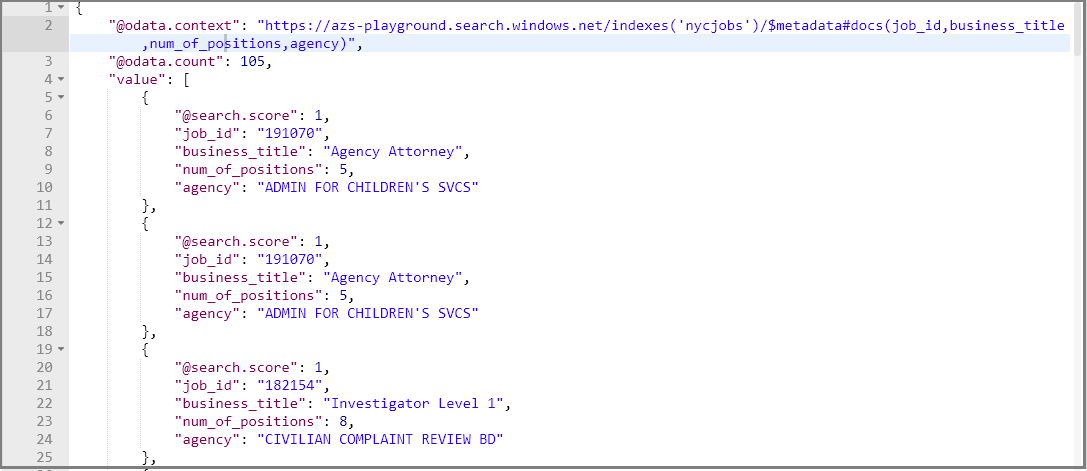 1 {
2 "@odata.context": "https://azs-playground.search.windows.net/indexes('nycjobs')/$metadata#docs(job_id,business_title
,num_of_positions,agency)",
3 "@odata.count": 105,
4 "value": [
5 {
6 "@search.score": 1,
7 "job_id": "191070",
8 "business_title": "Agency Attorney",
9 "num_of_positions": 5,
10 "agency": "ADMIN FOR CHILDREN'S SVCS"
11 },
12 {
13 "@search.score": 1,
14 "job_id": "191070",
15 "business_title": "Agency Attorney",
16 "num_of_positions": 5,
17 "agency": "ADMIN FOR CHILDREN'S SVCS"
18 },
19 {
20 "@search.score": 1,
21 "job_id": "182154",
22 "business_title": "Investigator Level 1",
23 "num_of_positions": 8,
24 "agency": "CIVILIAN COMPLAINT REVIEW BD"
25 },